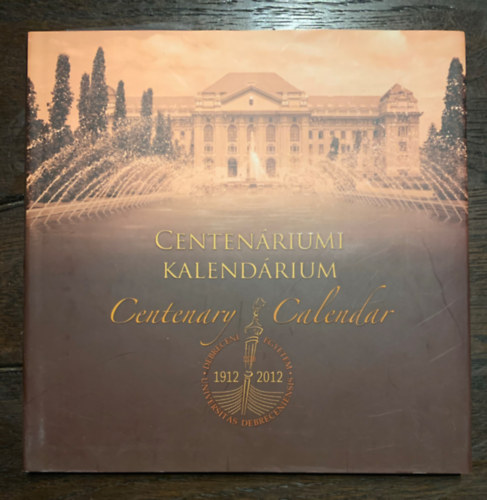 CENTENÁRIUMI
KALENDÁRIUM
Centenary Calendar
DEBRECENI EGYETEM
1912 2012
• UNIVERSITAS DEBRECENIENSIS •